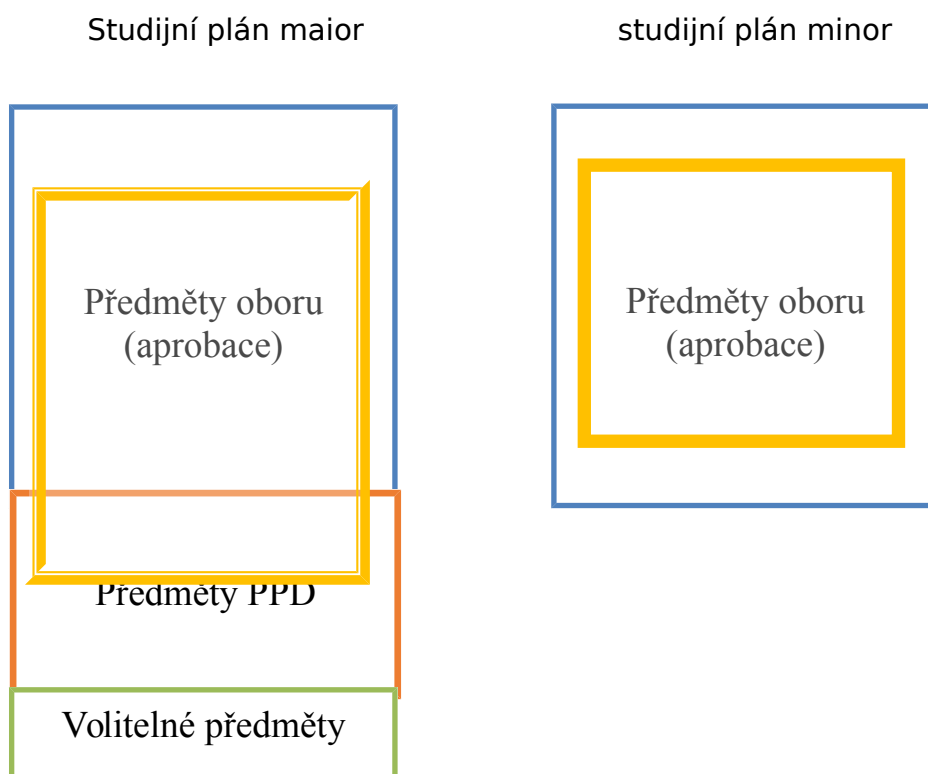 Studijní plán maior
studijní plán minor
Předměty oboru
(aprobace)
Předměty oboru
(aprobace)
Předměty PPD
Volitelné předměty